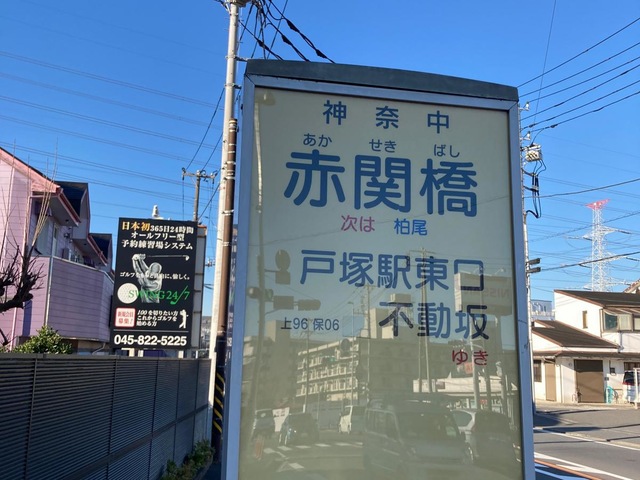 神奈中
あか せき ばし
赤関橋
次は 柏尾
戸塚駅東口
上96 保06 不動坂
ゆき
日本初365日24時間
オールフリー型
予約練習場システム
SWING24/7
045-822-5225